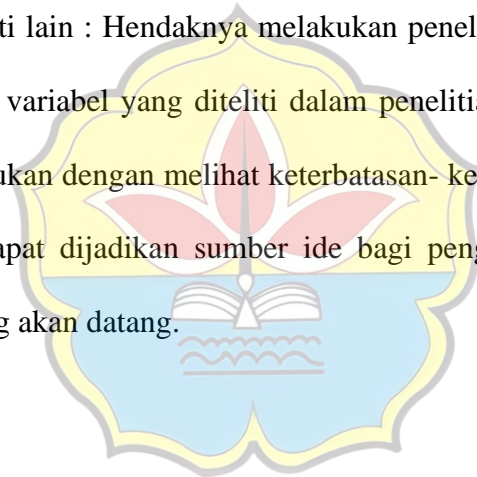 ti lain : Hendaknya melakukan penel
variabel yang diteliti dalam peneliti
ukan dengan melihat keterbatasan- ke
apat dijadikan sumber ide bagi peng
g akan datang.